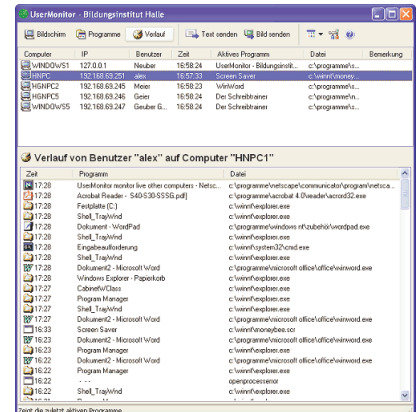 UserMonitor - Bildungsinstitut Halle
Bildschirm Programme Verlauf Text senden Bild senden
Computer IP Benutzer Zeit Aktives Programm Datei Bemerkung
WINDOWS1 127.0.0.1 Neuber 16:58:24 UserMonitor - Bildungsinstit... c:\programme\s...
HNPC 192.168.69.251 alex 16:57:33 Screen Saver c:\winnt\money...
HGNPC2 192.168.69.245 Meier 16:58:23 WinWord c:\programme\m...
HGNPC5 192.168.69.246 Geier 16:58:24 Der Schreibtrainer c:\programme\n...
WINDOWS5 192.168.69.247 Geuber G... 16:58:24 Der Schreibtrainer c:\programme\s...
Verlauf von Benutzer "alex" auf Computer "HNPC1"
Zeit Programm Datei
17:28 UserMonitor monitor live other computers - Netsc... c:\programme\netscape\communicator\program\netsca...
17:28 Acrobat Reader - S40-S30-SSSG.pdf] c:\programme\acrobat 4.0\reader\acrord32.exe
17:28 Festplatte (C:) c:\winnt\explorer.exe
17:28 Shell_TrayWnd c:\winnt\explorer.exe
17:28 Dokument - WordPad c:\programme\windows nt\zubehör\wordpad.exe
17:28 Shell_TrayWnd c:\winnt\explorer.exe
17:28 Eingabeaufforderung c:\winnt\system32\cmd.exe
17:28 Shell_TrayWnd c:\winnt\explorer.exe
17:28 Dokument2 - Microsoft Word c:\programme\microsoft office\office\winword.exe
17:28 Windows Explorer - Papierkorb c:\winnt\explorer.exe
17:27 CabinetWClass c:\winnt\explorer.exe
17:27 Program Manager c:\winnt\explorer.exe
17:27 Shell_TrayWnd c:\winnt\explorer.exe
17:27 Dokument2 - Microsoft Word c:\programme\microsoft office\office\winword.exe
16:33 Screen Saver c:\winnt\moneybee.scr
16:23 Dokument2 - Microsoft Word c:\programme\microsoft office\office\winword.exe
16:23 Program Manager c:\winnt\explorer.exe
16:22 Dokument2 - Microsoft Word c:\programme\microsoft office\office\winword.exe
16:22 Program Manager c:\winnt\explorer.exe
16:22 - - - openprocesserror
16:22 Shell_TrayWnd c:\winnt\explorer.exe
Zeigt die zuletzt aktiven Programme